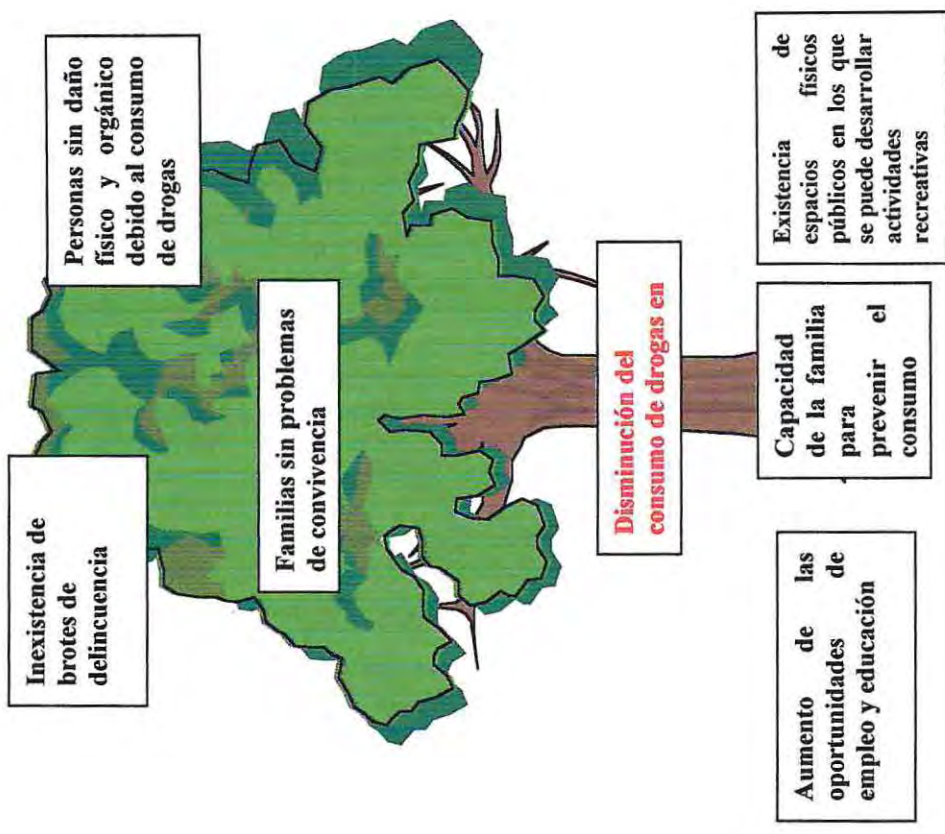 Inexistencia de
brotes de
delincuencia
Personas sin daño
físico y orgánico
debido al consumo
de drogas
Familias sin problemas
de convivencia
Disminución del
consumo de drogas en
Aumento de las
oportunidades de
empleo y educación
Capacidad
de la familia
para
prevenir el
consumo
Existencia de
espacios físicos
públicos en los que
se puede desarrollar
actividades
recreativas